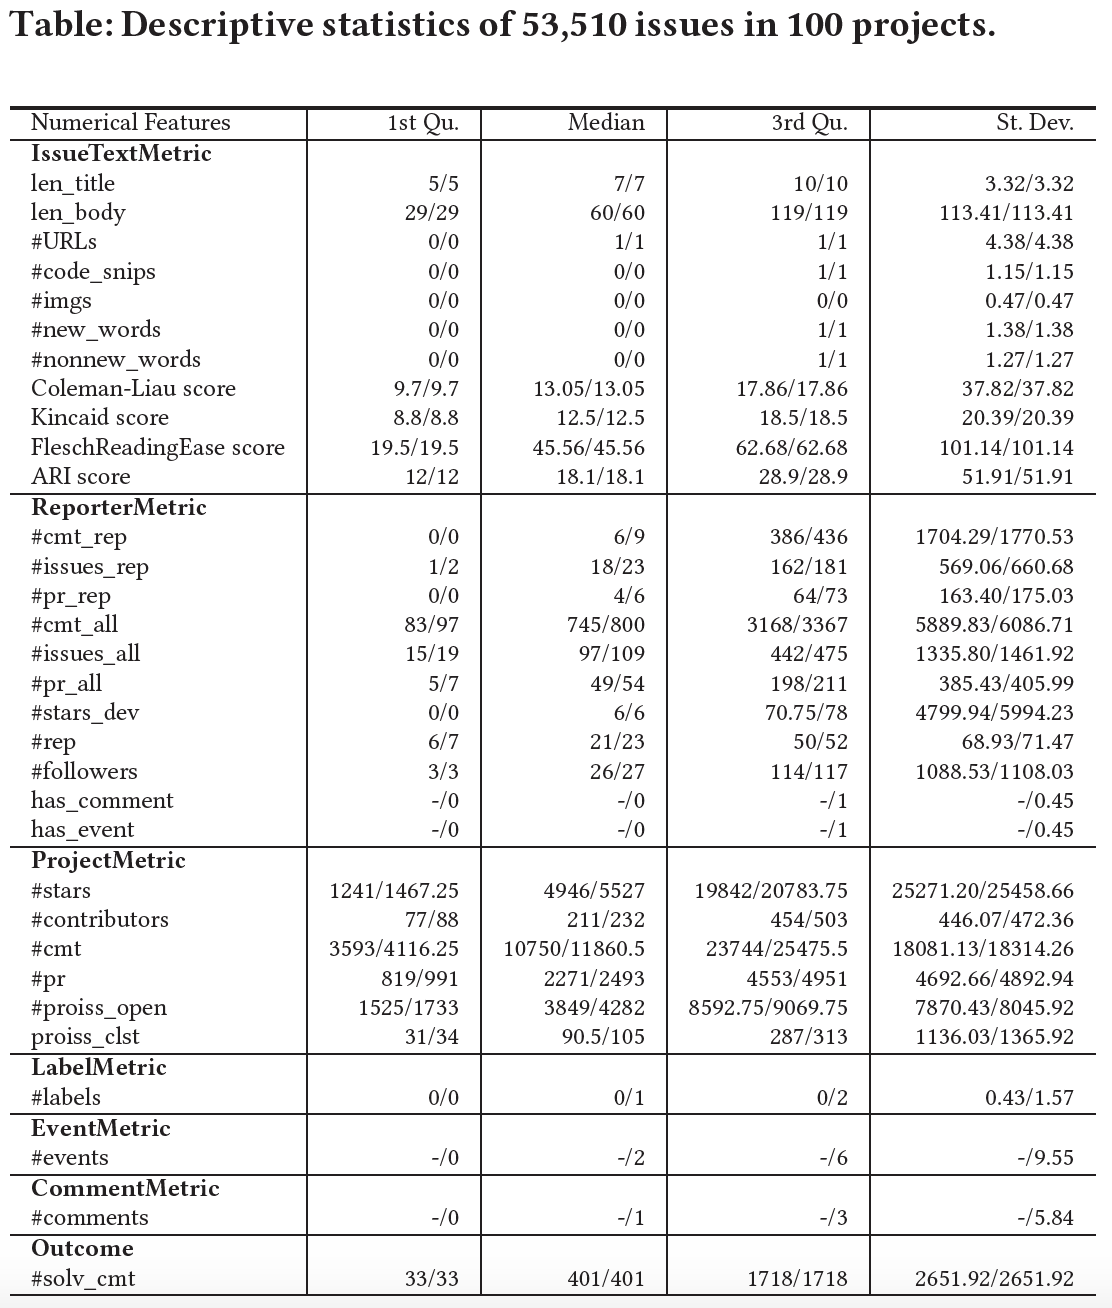 Table: Descriptive statistics of 53,510 issues in 100 projects.
Numerical Features 1st Qu. Median 3rd Qu. St. Dev.
IssueTextMetric
len_title 5/5 7/7 10/10 3.32/3.32
len_body 29/29 60/60 119/119 113.41/113.41
#URLs 0/0 1/1 1/1 4.38/4.38
#code_snips 0/0 0/0 1/1 1.15/1.15
#imgs 0/0 0/0 0/0 0.47/0.47
#new_words 0/0 0/0 1/1 1.38/1.38
#nonnew_words 0/0 0/0 1/1 1.27/1.27
Coleman-Liau score 9.7/9.7 13.05/13.05 17.86/17.86 37.82/37.82
Kincaid score 8.8/8.8 12.5/12.5 18.5/18.5 20.39/20.39
FleschReadingEase score 19.5/19.5 45.56/45.56 62.68/62.68 101.14/101.14
ARI score 12/12 18.1/18.1 28.9/28.9 51.91/51.91
ReporterMetric
#cmt_rep 0/0 6/9 386/436 1704.29/1770.53
#issues_rep 1/2 18/23 162/181 569.06/660.68
#pr_rep 0/0 4/6 64/73 163.40/175.03
#cmt_all 83/97 745/800 3168/3367 5889.83/6086.71
#issues_all 15/19 97/109 442/475 1335.80/1461.92
#pr_all 5/7 49/54 198/211 385.43/405.99
#stars_dev 0/0 6/6 70.75/78 4799.94/5994.23
#rep 6/7 21/23 50/52 68.93/71.47
#followers 3/3 26/27 114/117 1088.53/1108.03
has_comment -/0 -/0 -/1 -/0.45
has_event -/0 -/0 -/1 -/0.45
ProjectMetric
#stars 1241/1467.25 4946/5527 19842/20783.75 25271.20/25458.66
#contributors 77/88 211/232 454/503 446.07/472.36
#cmt 3593/4116.25 10750/11860.5 23744/25475.5 18081.13/18314.26
#pr 819/991 2271/2493 4553/4951 4692.66/4892.94
#proiss_open 1525/1733 3849/4282 8592.75/9069.75 7870.43/8045.92
proiss_clst 31/34 90.5/105 287/313 1136.03/1365.92
LabelMetric
#labels 0/0 0/1 0/2 0.43/1.57
EventMetric
#events -/0 -/2 -/6 -/9.55
CommentMetric
#comments -/0 -/1 -/3 -/5.84
Outcome
#solv_cmt 33/33 401/401 1718/1718 2651.92/2651.92